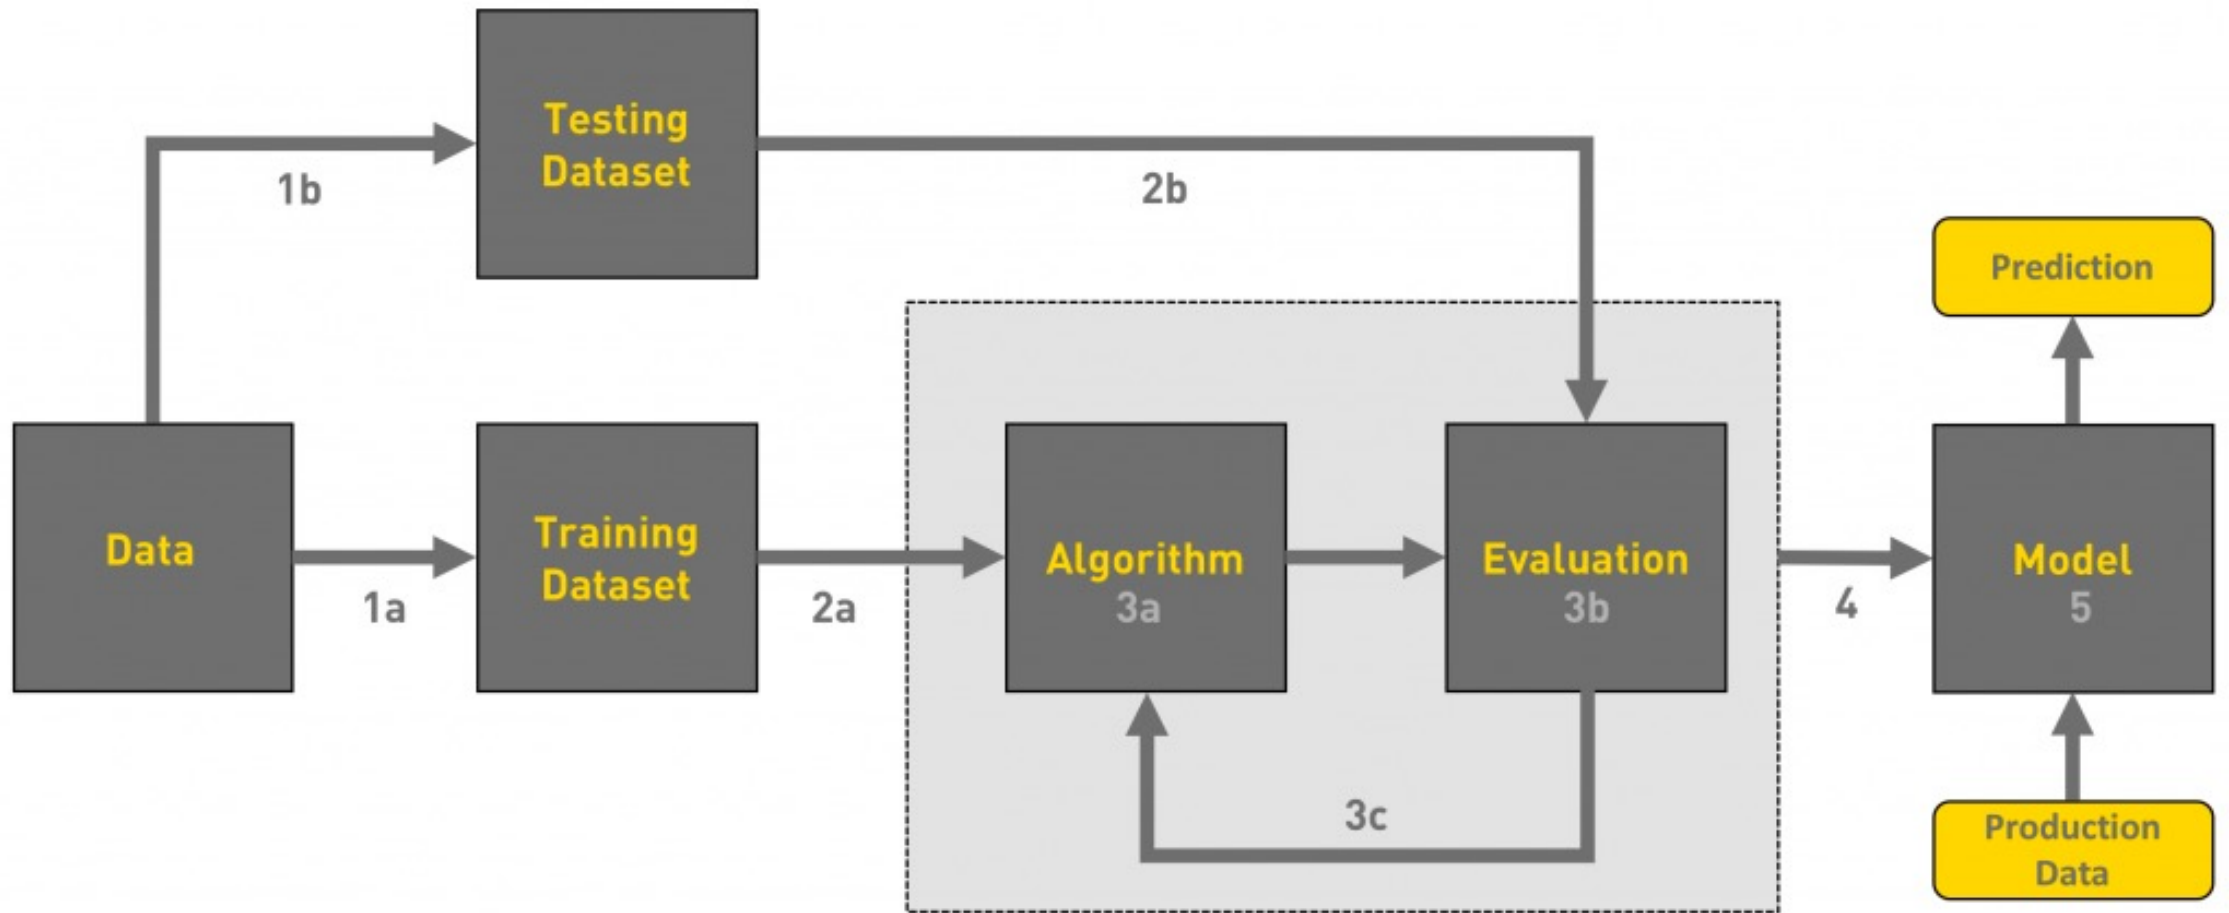 Testing
Dataset
1b
2b
Prediction
Data
Training
Dataset
Algorithm
3a
Evaluation
3b
Model
5
1a
2a
4
3c
Production
Data